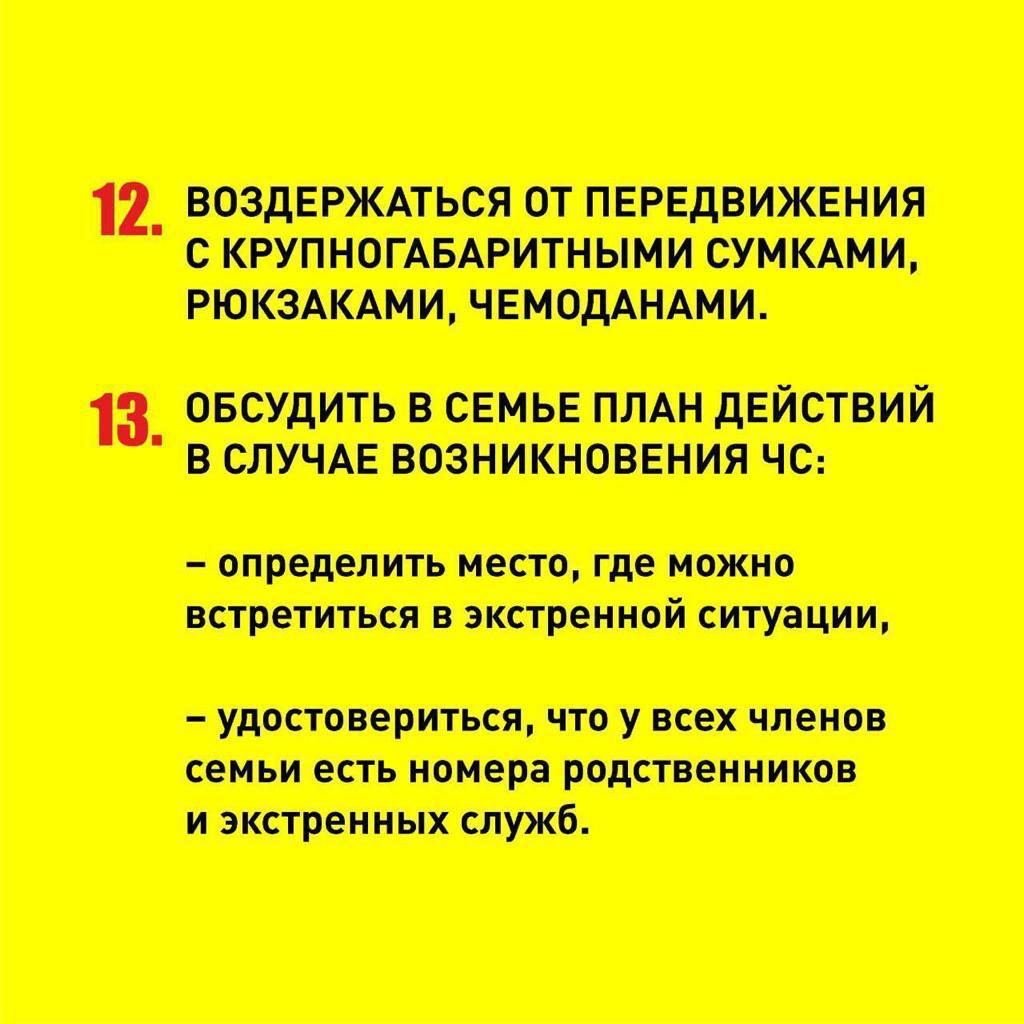 12. ВОЗДЕРЖАТЬСЯ ОТ ПЕРЕДВИЖЕНИЯ
С КРУПНОГАБАРИТНЫМИ СУМКАМИ,
РЮКЗАКАМИ, ЧЕМОДАНАМИ.
13. ОБСУДИТЬ В СЕМЬЕ ПЛАН ДЕЙСТВИЙ
В СЛУЧАЕ ВОЗНИКНОВЕНИЯ ЧС:
– определить место, где можно
встретиться в экстренной ситуации,
– удостовериться, что у всех членов
семьи есть номера родственников
и экстренных служб.